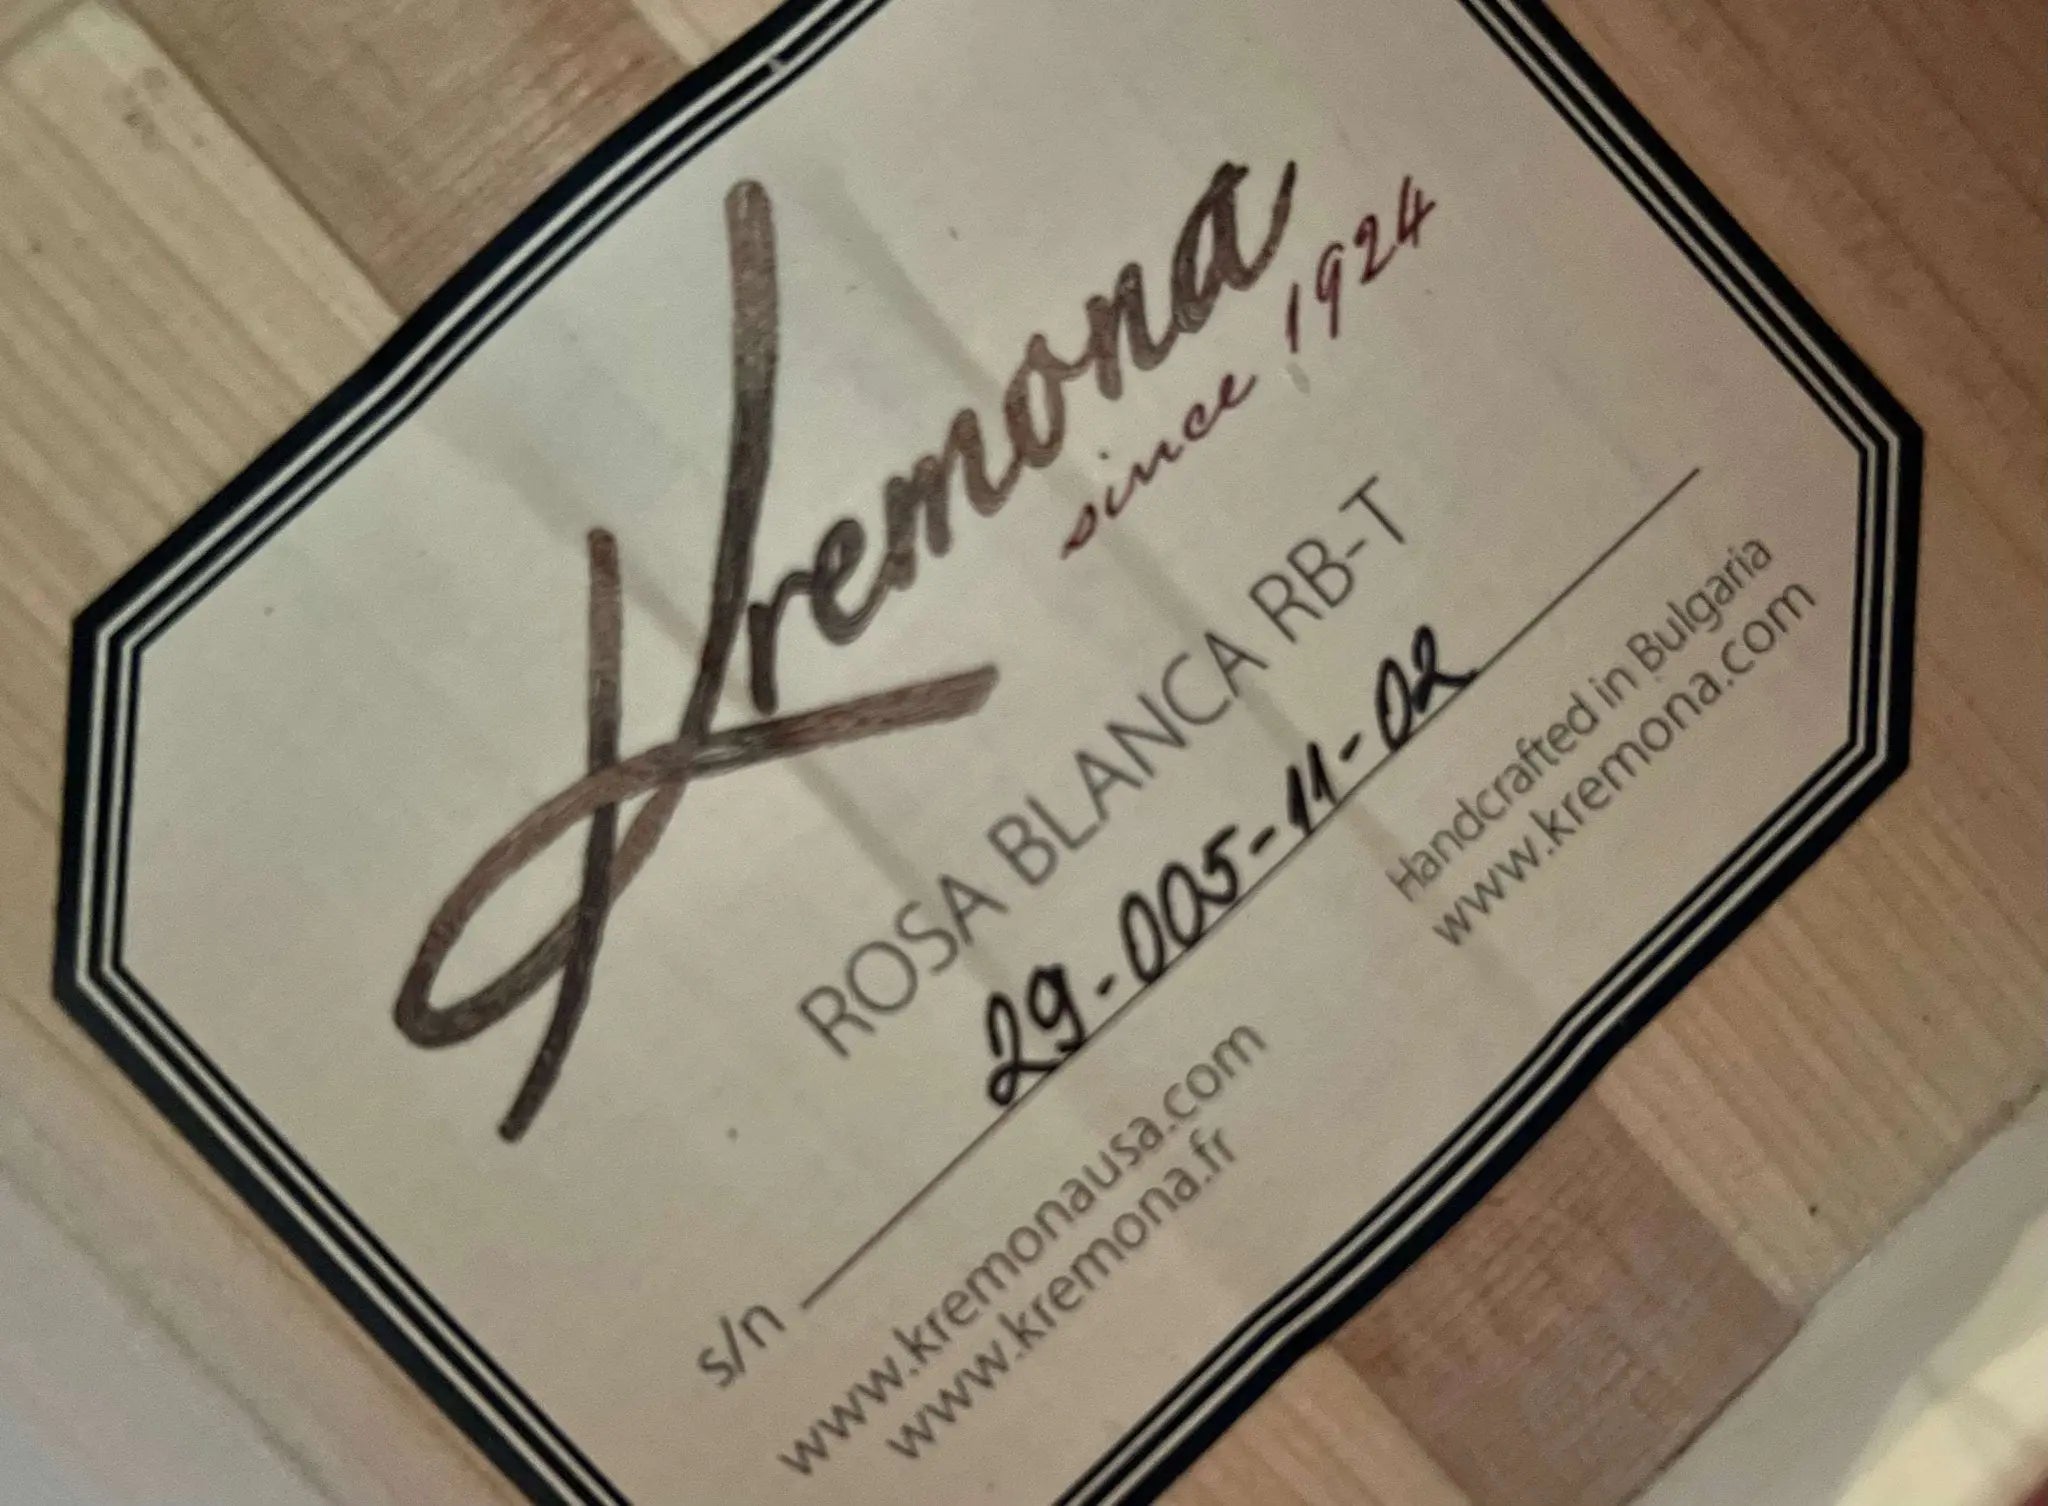 Kremona
since 1924
ROSA BLANCA RB-T
s/n 29-005-11-02
Handcrafted in Bulgaria
www.kremonausa.com www.kremona.com
www.kremona.fr